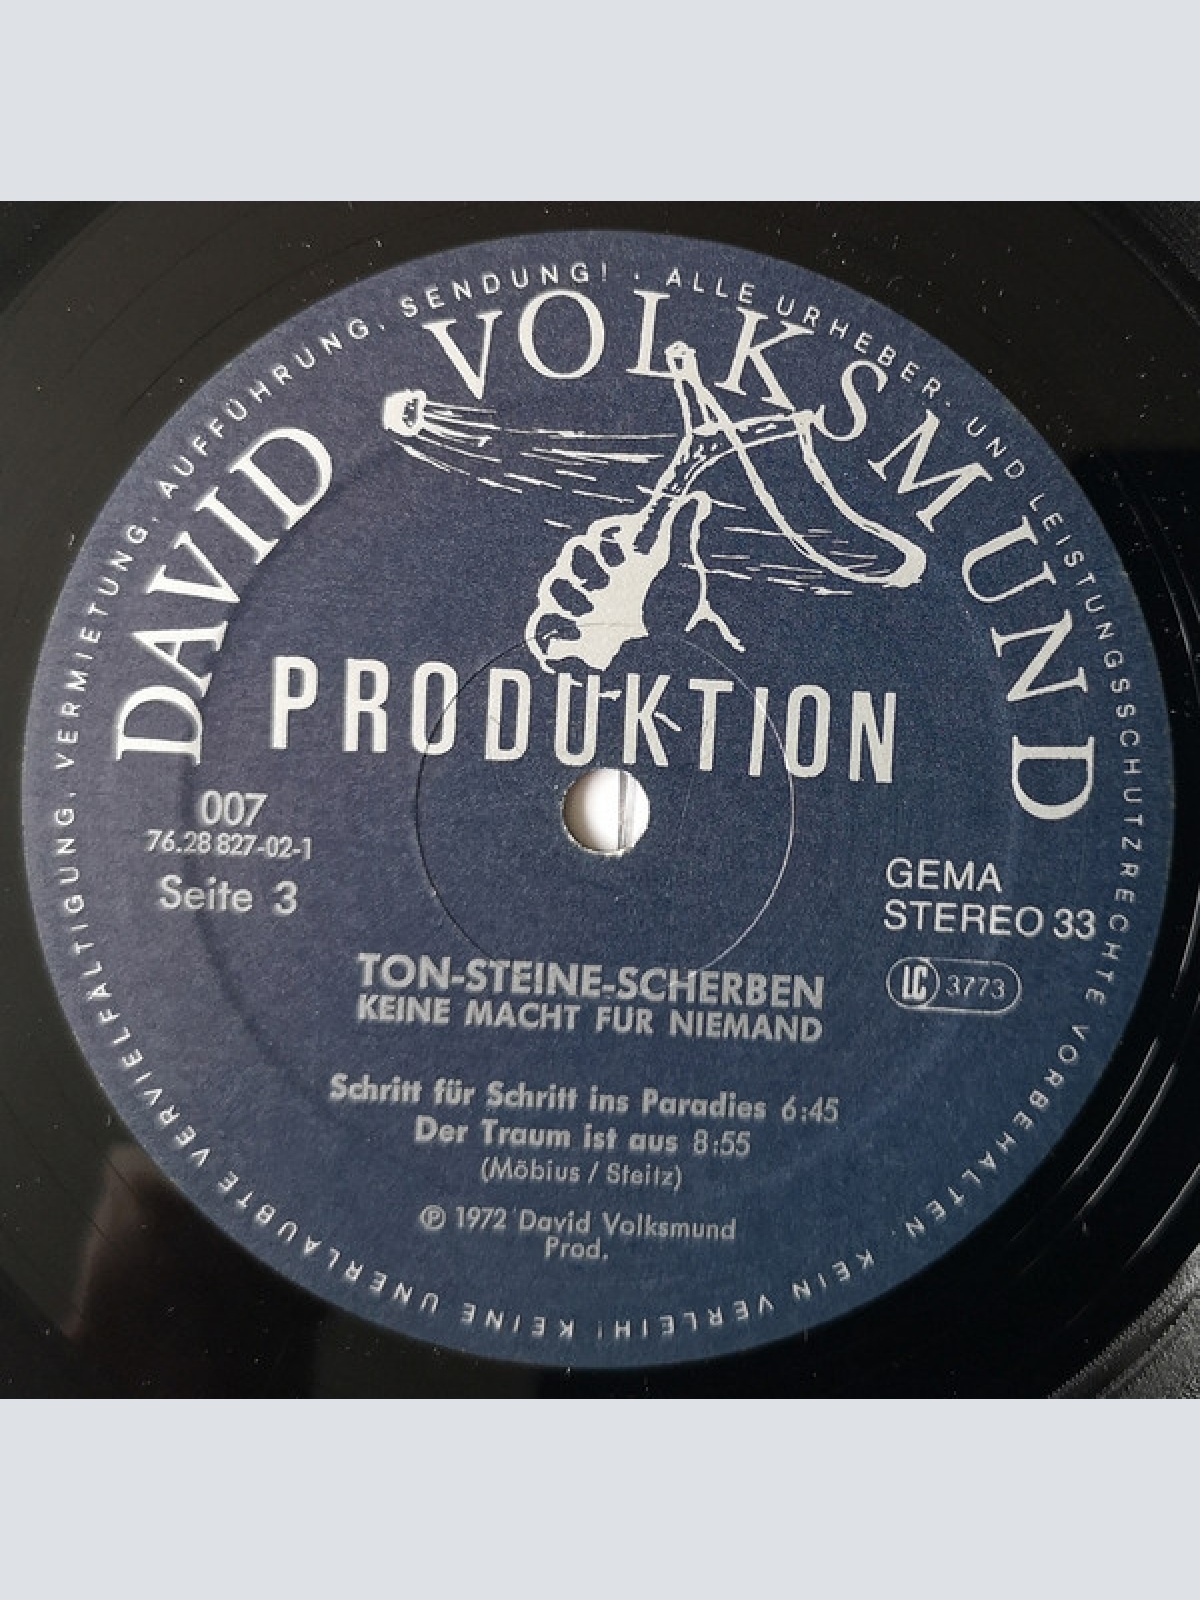 ALLE URHEBER- UND LEISTUNGSSCHUTZRECHTE VORBEHALTEN. KEIN VERLEIH! KEINE UNERLAUBTE VERVIELFÄLTIGUNG, VERMIETUNG, AUFFÜHRUNG, SENDUNG! ·
DAVID VOLKSMUND
PRODUKTION
007
76.28 827-02-1
Seite 3
GEMA
STEREO 33
LC 3773
TON-STEINE-SCHERBEN
KEINE MACHT FUR NIEMAND
Schritt für Schritt ins Paradies 6:45
Der Traum ist aus 8:55
(Möbius / Steitz)
℗ 1972 David Volksmund
Prod.